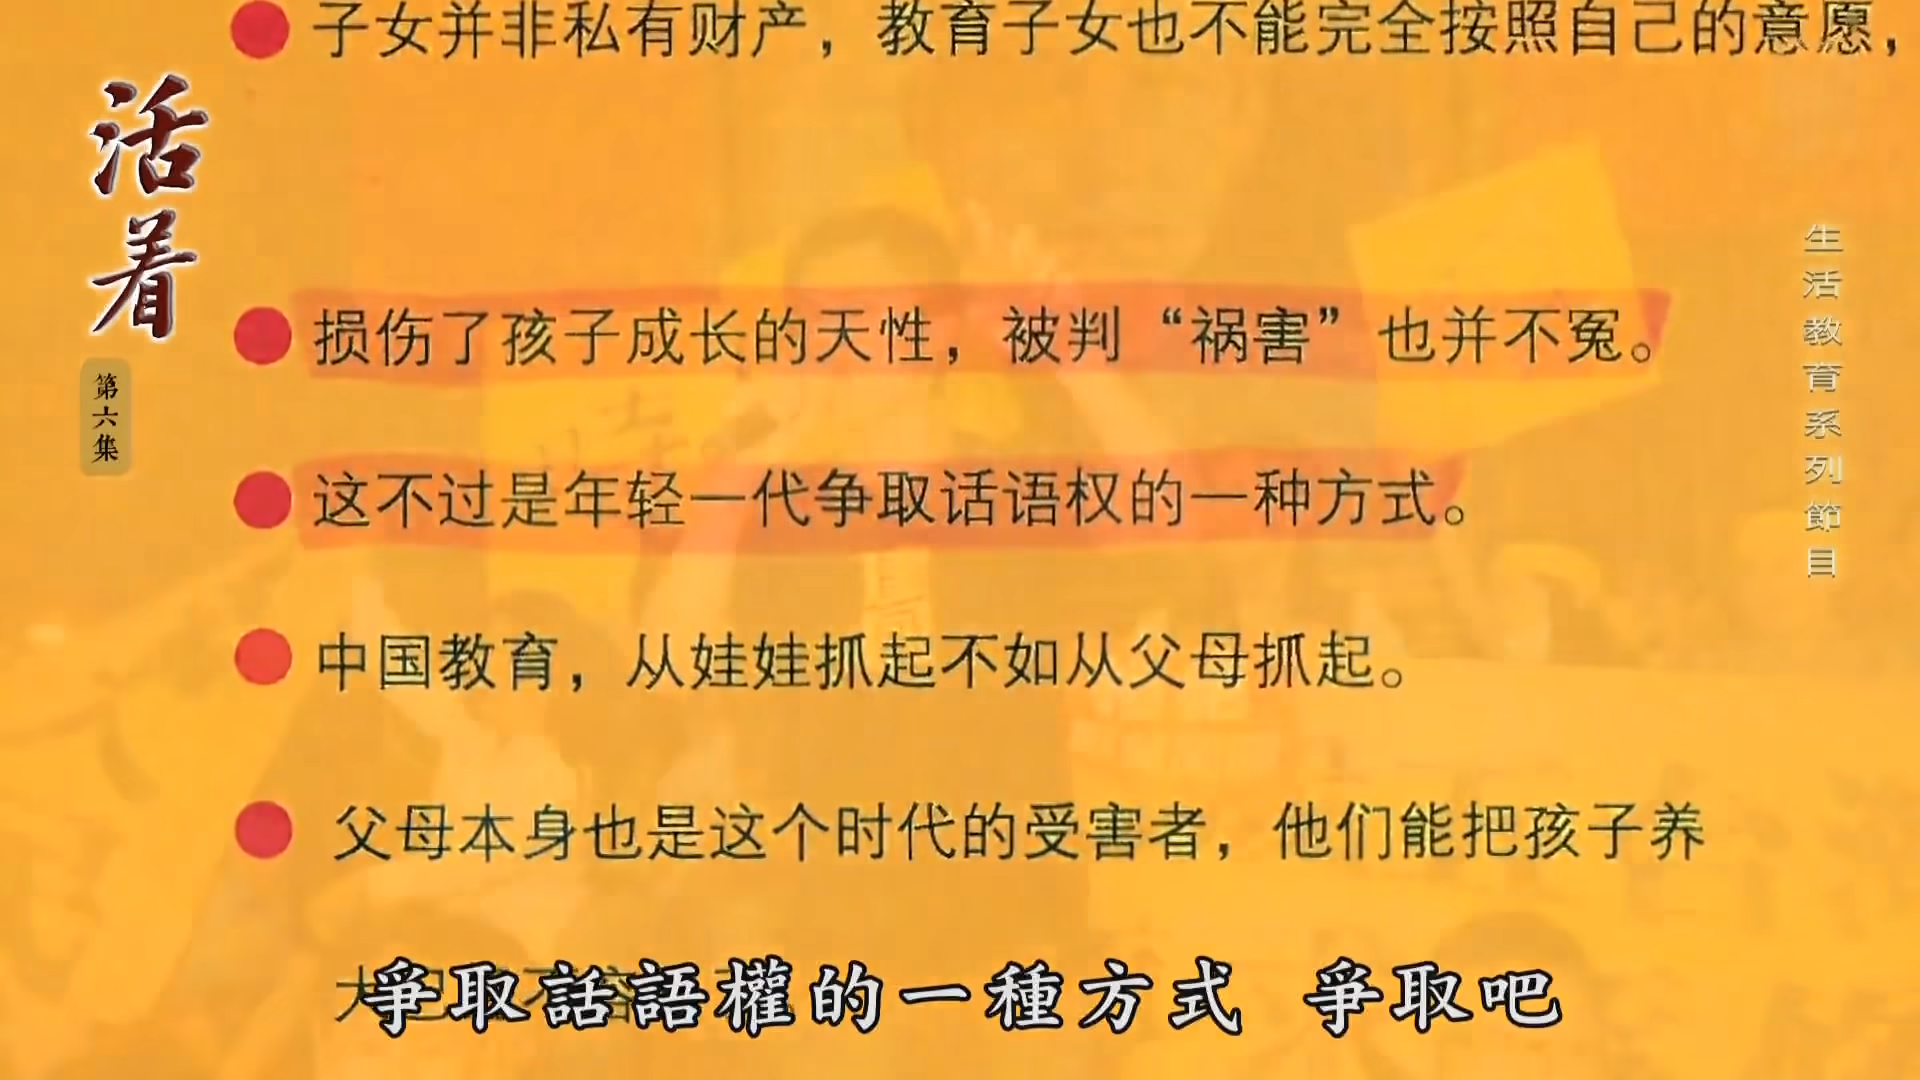 子女并非私有财产，教育子女也不能完全按照自己的意愿，
活着
第六集
生活教育系列節目
损伤了孩子成长的天性，被判“祸害”也并不冤。
这不过是年轻一代争取话语权的一种方式。
中国教育，从娃娃抓起不如从父母抓起。
父母本身也是这个时代的受害者，他们能把孩子养
爭取話語權的一種方式 爭取吧